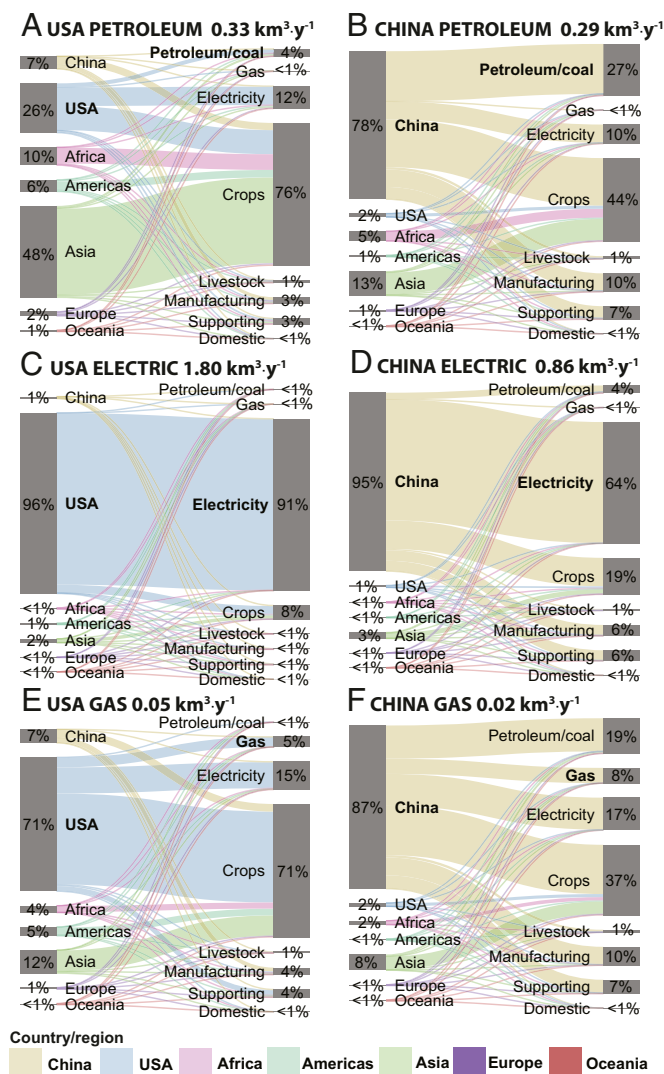 A USA PETROLEUM 0.33 km³·y⁻¹
7% China
26% USA
10% Africa
6% Americas
48% Asia
2% Europe
1% Oceania
Petroleum/coal 4%
Gas <1%
Electricity 12%
Crops 76%
Livestock 1%
Manufacturing 3%
Supporting 3%
Domestic <1%
B CHINA PETROLEUM 0.29 km³·y⁻¹
78% China
2% USA
5% Africa
1% Americas
13% Asia
1% Europe
<1% Oceania
Petroleum/coal 27%
Gas <1%
Electricity 10%
Crops 44%
Livestock 1%
Manufacturing 10%
Supporting 7%
Domestic <1%
C USA ELECTRIC 1.80 km³·y⁻¹
1% China
96% USA
<1% Africa
1% Americas
2% Asia
<1% Europe
<1% Oceania
Petroleum/coal <1%
Gas <1%
Electricity 91%
Crops 8%
Livestock <1%
Manufacturing <1%
Supporting <1%
Domestic <1%
D CHINA ELECTRIC 0.86 km³·y⁻¹
95% China
1% USA
<1% Africa
<1% Americas
3% Asia
<1% Europe
<1% Oceania
Petroleum/coal 4%
Gas <1%
Electricity 64%
Crops 19%
Livestock 1%
Manufacturing 6%
Supporting 6%
Domestic <1%
E USA GAS 0.05 km³·y⁻¹
7% China
71% USA
4% Africa
5% Americas
12% Asia
1% Europe
<1% Oceania
Petroleum/coal <1%
Gas 5%
Electricity 15%
Crops 71%
Livestock 1%
Manufacturing 4%
Supporting 4%
Domestic <1%
F CHINA GAS 0.02 km³·y⁻¹
87% China
2% USA
2% Africa
<1% Americas
8% Asia
<1% Europe
<1% Oceania
Petroleum/coal 19%
Gas 8%
Electricity 17%
Crops 37%
Livestock 1%
Manufacturing 10%
Supporting 7%
Domestic <1%
Country/region
China USA Africa Americas Asia Europe Oceania